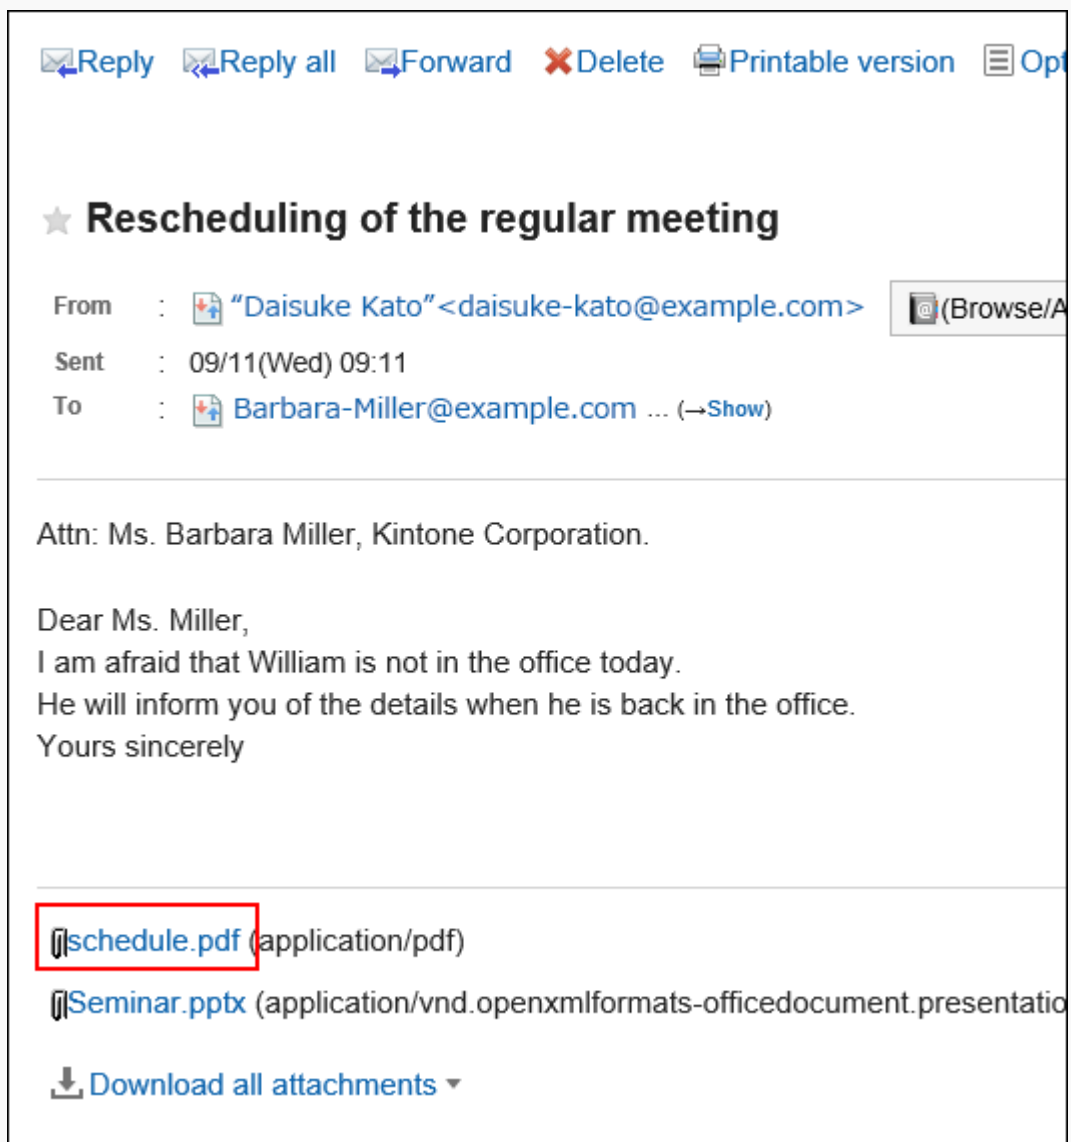 Reply Reply all Forward Delete Printable version Opt
Rescheduling of the regular meeting
From : "Daisuke Kato"<daisuke-kato@example.com> (Browse/A
Sent : 09/11(Wed) 09:11
To : Barbara-Miller@example.com ... (→Show)
Attn: Ms. Barbara Miller, Kintone Corporation.
Dear Ms. Miller,
I am afraid that William is not in the office today.
He will inform you of the details when he is back in the office.
Yours sincerely
schedule.pdf (application/pdf)
Seminar.pptx (application/vnd.openxmlformats-officedocument.presentatio
Download all attachments